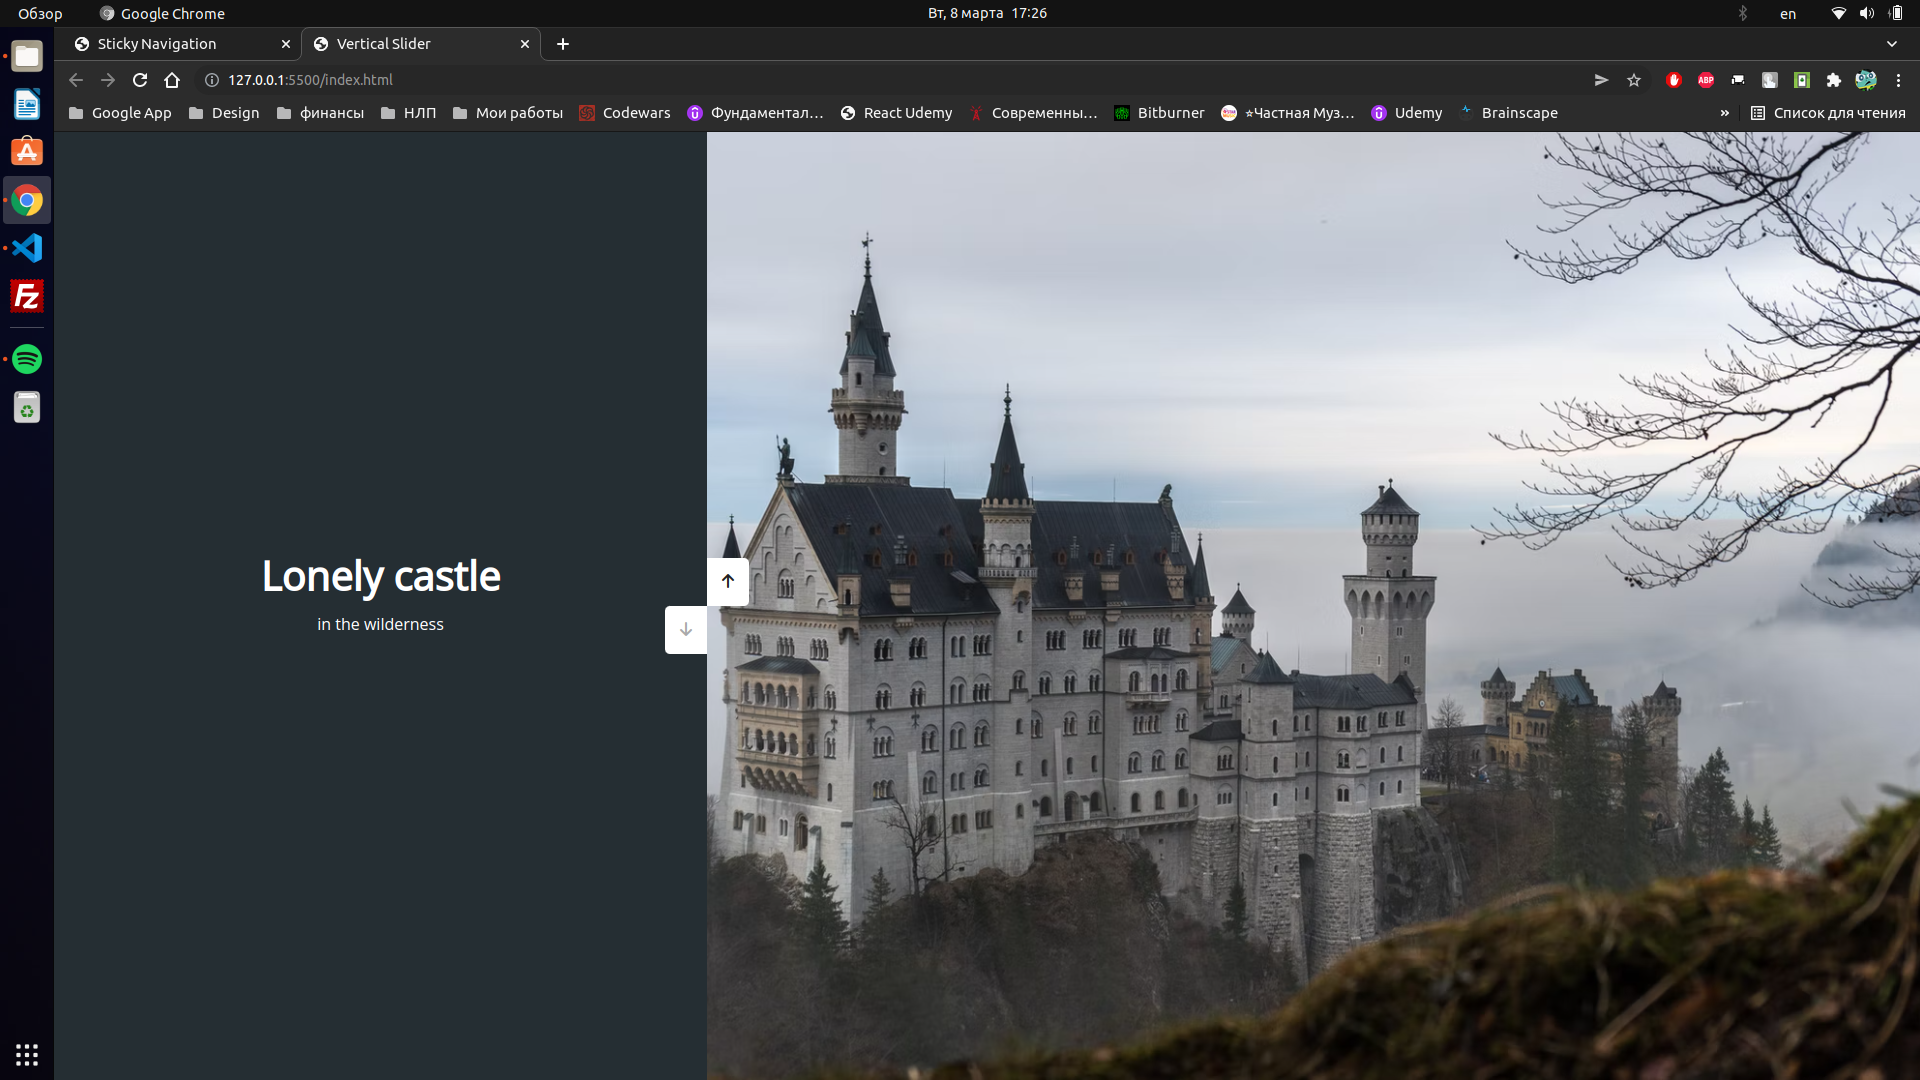 Обзор Google Chrome Вт, 8 марта 17:26 en
Sticky Navigation Vertical Slider
127.0.0.1:5500/index.html ABP
Google App Design финансы НЛП Мои работы Codewars Фундаментал… React Udemy Современны… Bitburner ⭐Частная Муз… Udemy Brainscape » Список для чтения
Lonely castle
in the wilderness